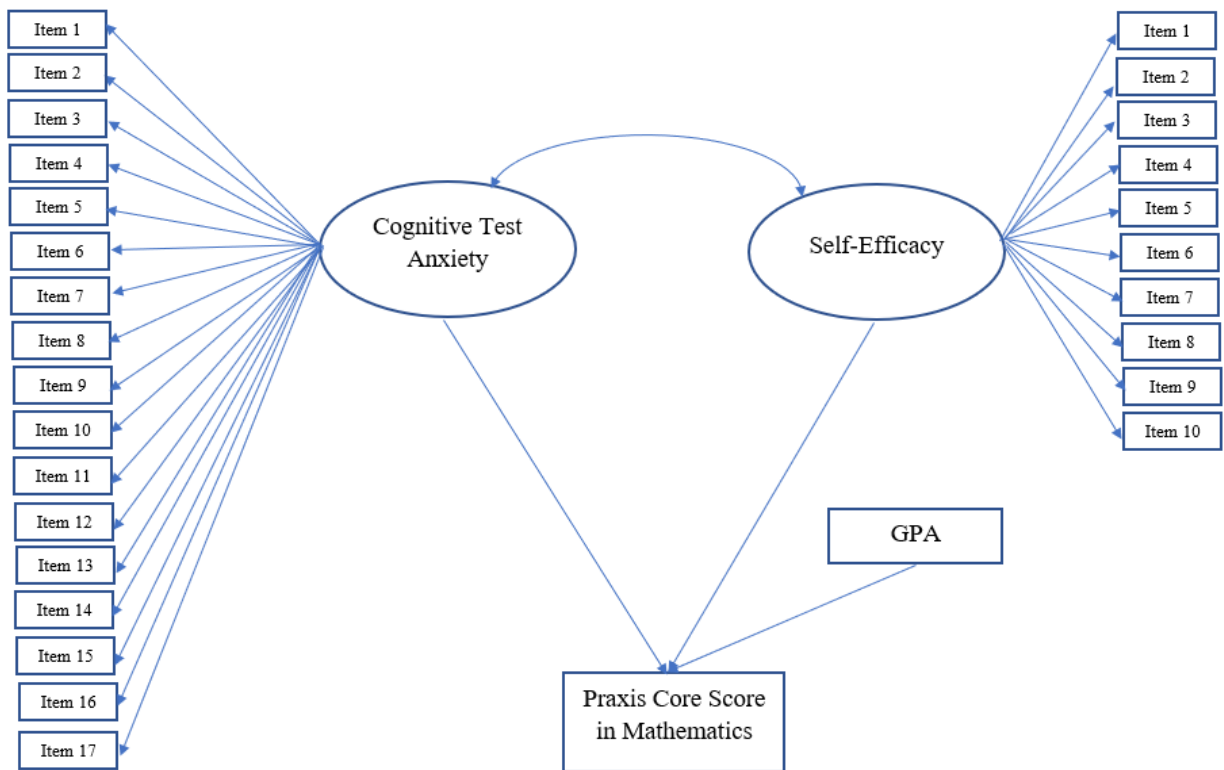 Item 1
Item 2
Item 3
Item 4
Item 5
Item 6
Item 7
Item 8
Item 9
Item 10
Item 11
Item 12
Item 13
Item 14
Item 15
Item 16
Item 17
Cognitive Test
Anxiety
Self-Efficacy
Item 1
Item 2
Item 3
Item 4
Item 5
Item 6
Item 7
Item 8
Item 9
Item 10
GPA
Praxis Core Score
in Mathematics